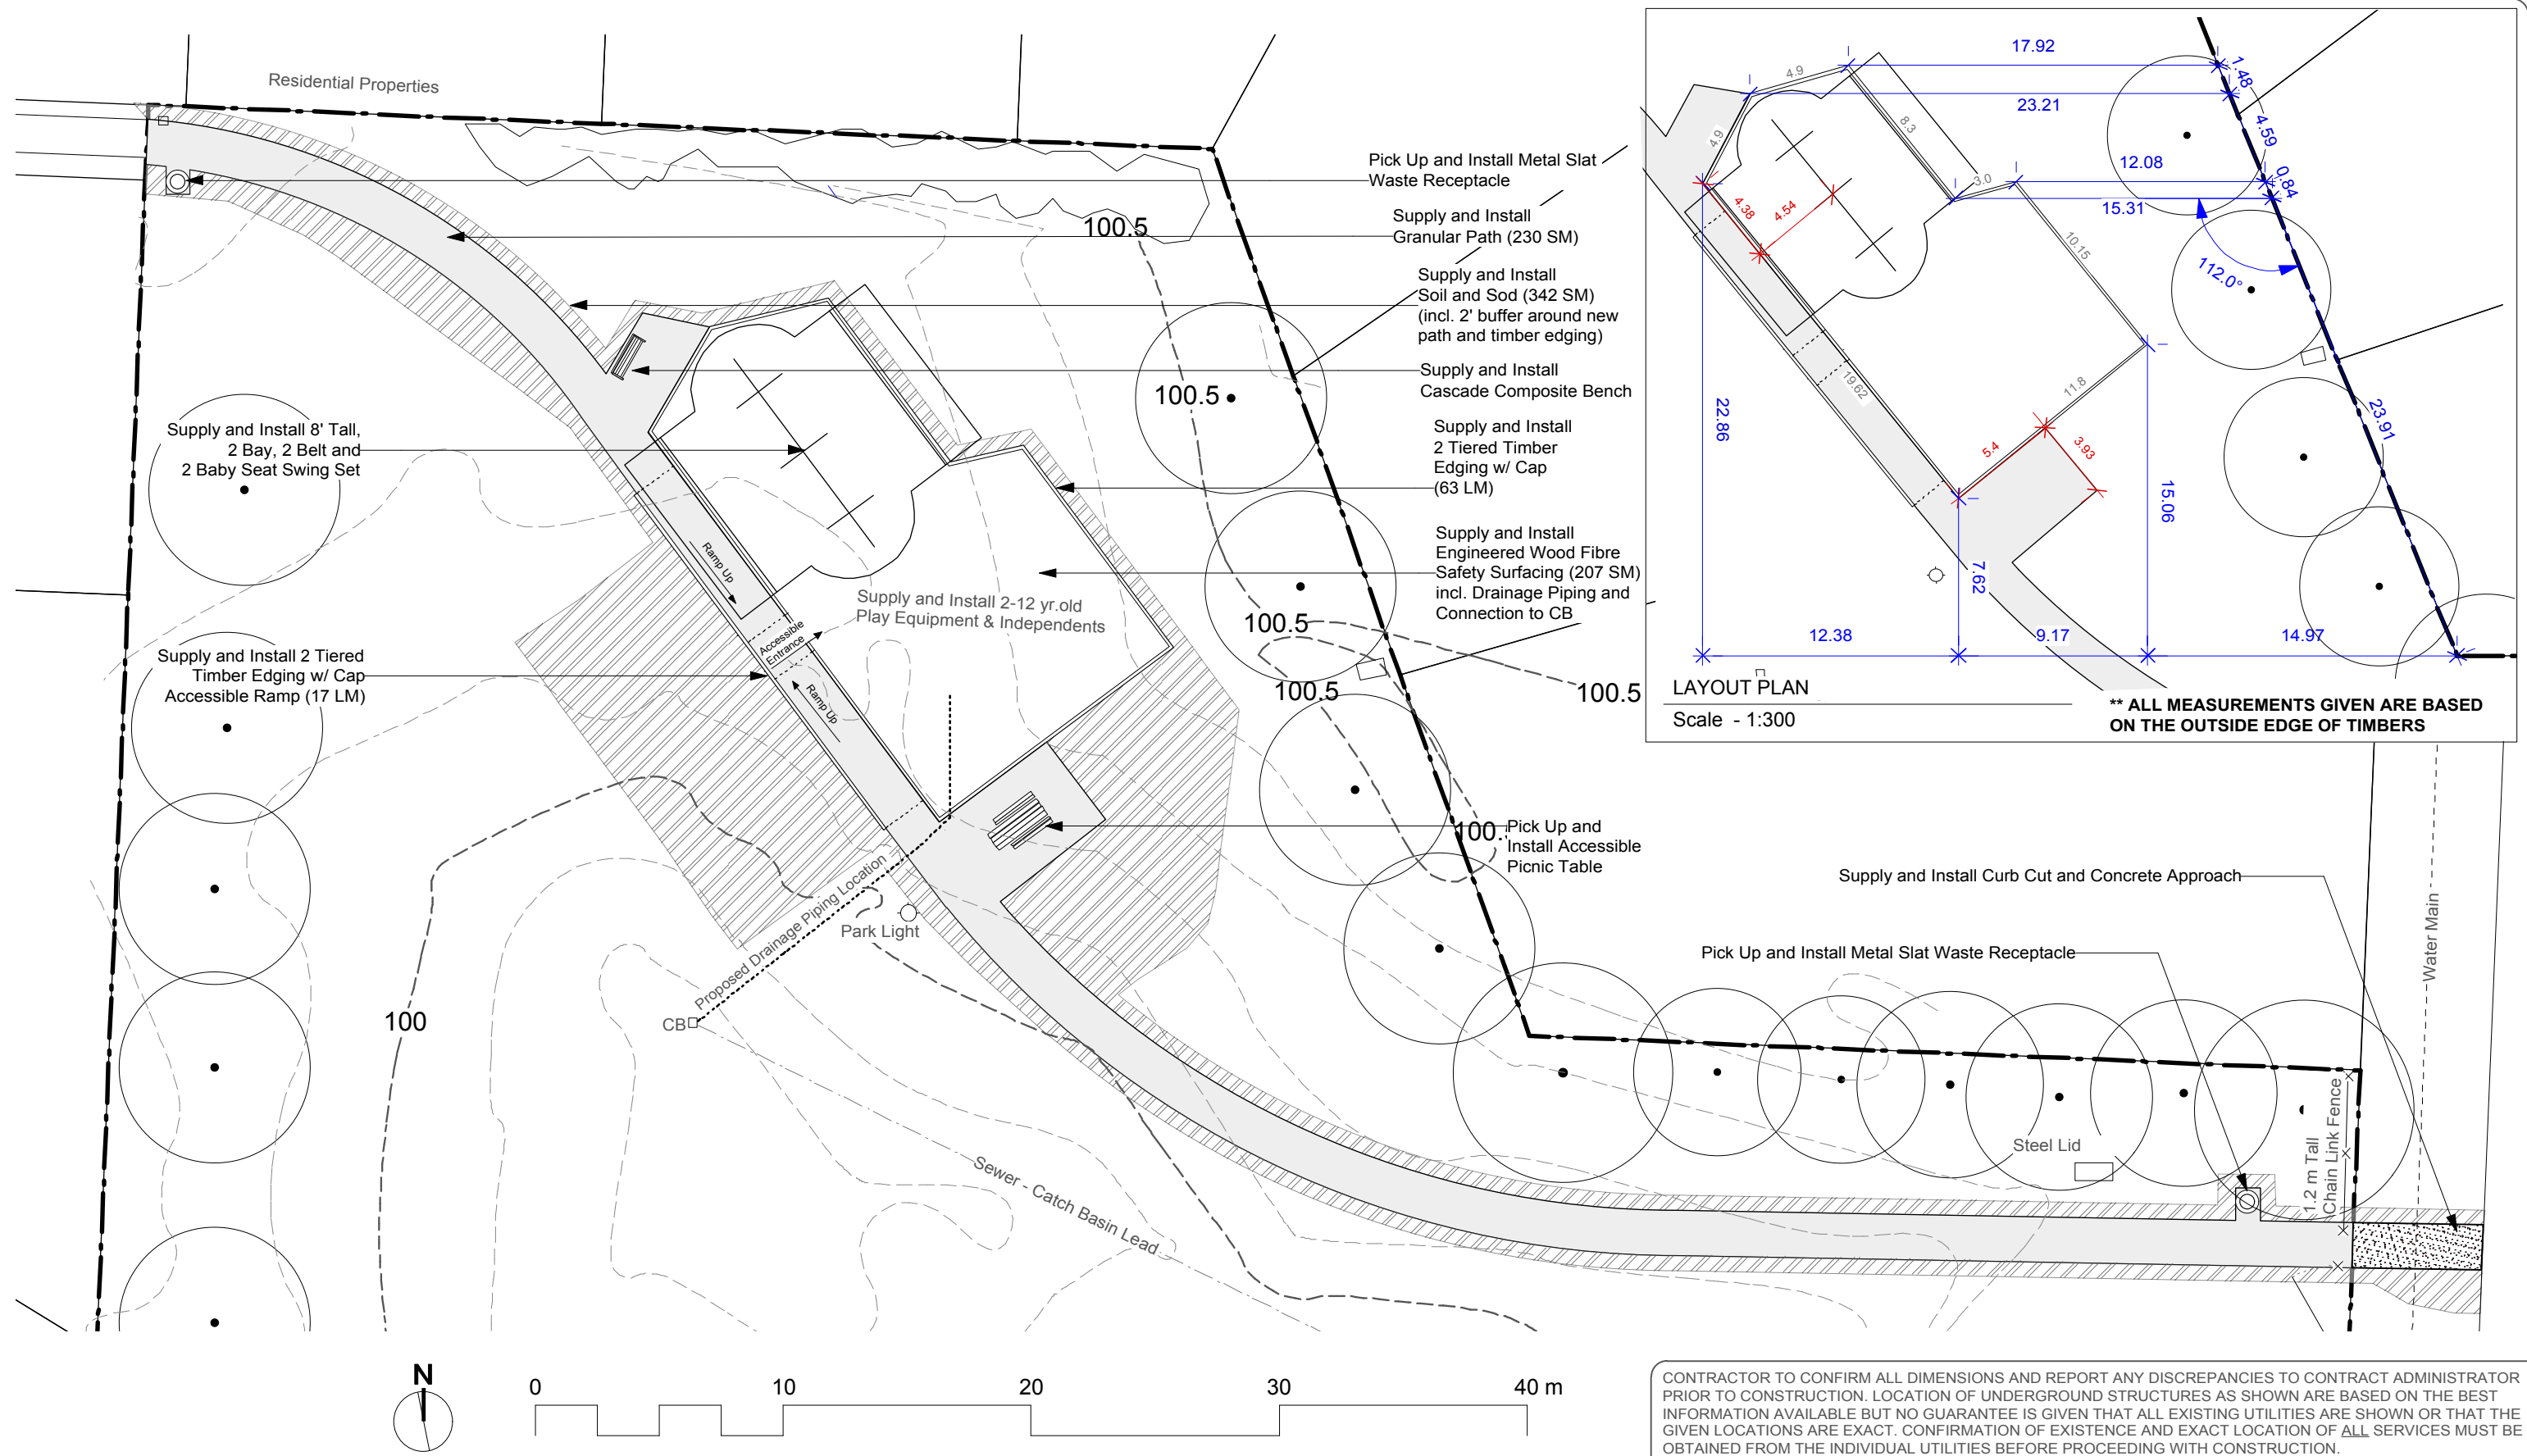 Residential Properties
Pick Up and Install Metal Slat
Waste Receptacle
Supply and Install
Granular Path (230 SM)
Supply and Install
Soil and Sod (342 SM)
(incl. 2' buffer around new
path and timber edging)
Supply and Install
Cascade Composite Bench
Supply and Install
2 Tiered Timber
Edging w/ Cap
(63 LM)
Supply and Install
Engineered Wood Fibre
Safety Surfacing (207 SM)
incl. Drainage Piping and
Connection to CB
Supply and Install 8' Tall,
2 Bay, 2 Belt and
2 Baby Seat Swing Set
Supply and Install 2 Tiered
Timber Edging w/ Cap
Accessible Ramp (17 LM)
Ramp Up
Accessible
Entrance
Ramp Up
Supply and Install 2-12 yr.old
Play Equipment & Independents
100.5
100.5
100.5
100.5
100.5
100.
100
Pick Up and
Install Accessible
Picnic Table
Proposed Drainage Piping Location
Park Light
CB
Sewer - Catch Basin Lead
Supply and Install Curb Cut and Concrete Approach
Pick Up and Install Metal Slat Waste Receptacle
Steel Lid
1.2 m Tall
Chain Link Fence
Water Main
17.92
1.48
4.9
23.21
4.59
8.3
4.9
12.08
0.84
3.0
15.31
4.38
4.54
112.0°
10.15
19.62
11.8
22.86
5.4
3.93
23.91
15.06
7.62
12.38
9.17
14.97
LAYOUT PLAN
Scale - 1:300
** ALL MEASUREMENTS GIVEN ARE BASED
ON THE OUTSIDE EDGE OF TIMBERS
N
0 10 20 30 40 m
CONTRACTOR TO CONFIRM ALL DIMENSIONS AND REPORT ANY DISCREPANCIES TO CONTRACT ADMINISTRATOR
PRIOR TO CONSTRUCTION. LOCATION OF UNDERGROUND STRUCTURES AS SHOWN ARE BASED ON THE BEST
INFORMATION AVAILABLE BUT NO GUARANTEE IS GIVEN THAT ALL EXISTING UTILITIES ARE SHOWN OR THAT THE
GIVEN LOCATIONS ARE EXACT. CONFIRMATION OF EXISTENCE AND EXACT LOCATION OF ALL SERVICES MUST BE
OBTAINED FROM THE INDIVIDUAL UTILITIES BEFORE PROCEEDING WITH CONSTRUCTION.